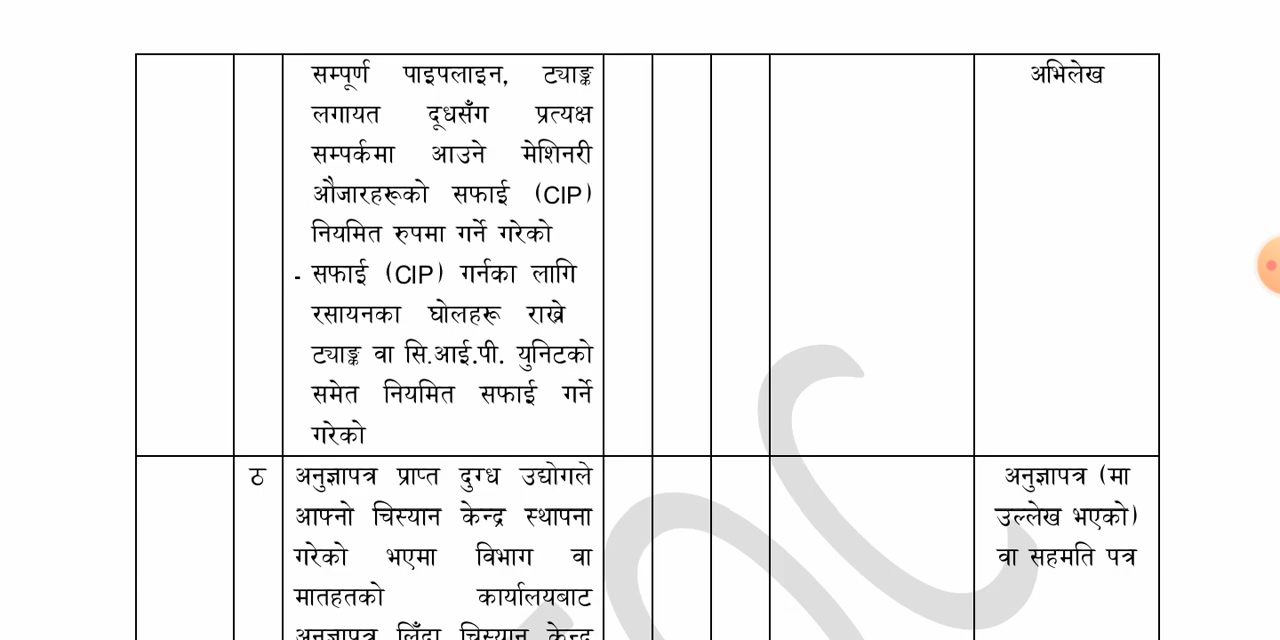 सम्पूर्ण पाइपलाइन, ट्याङ्क
लगायत दूधसँग प्रत्यक्ष
सम्पर्कमा आउने मेशिनरी
औजारहरूको सफाई (CIP)
नियमित रुपमा गर्ने गरेको
- सफाई (CIP) गर्नका लागि
रसायनका घोलहरू राख्ने
ट्याङ्क वा सि.आई.पी. युनिटको
समेत नियमित सफाई गर्ने
गरेको
अभिलेख
ठ
अनुज्ञापत्र प्राप्त दुग्ध उद्योगले
आफ्नो चिस्यान केन्द्र स्थापना
गरेको भएमा विभाग वा
मातहतको कार्यालयबाट
अनुज्ञापत्र लिँदा चिस्यान केन्द्र
अनुज्ञापत्र (मा
उल्लेख भएको)
वा सहमति पत्र